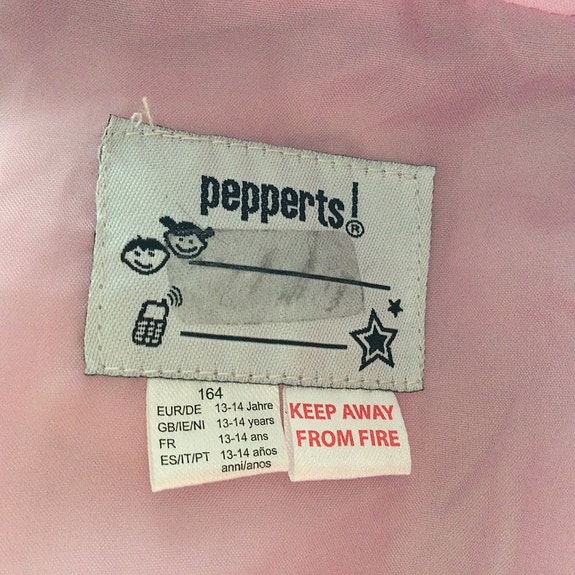 pepperts!®
164
EUR/DE 13-14 Jahre
GB/IE/NI 13-14 years
FR 13-14 ans
ES/IT/PT 13-14 años
anni/anos
KEEP AWAY
FROM FIRE